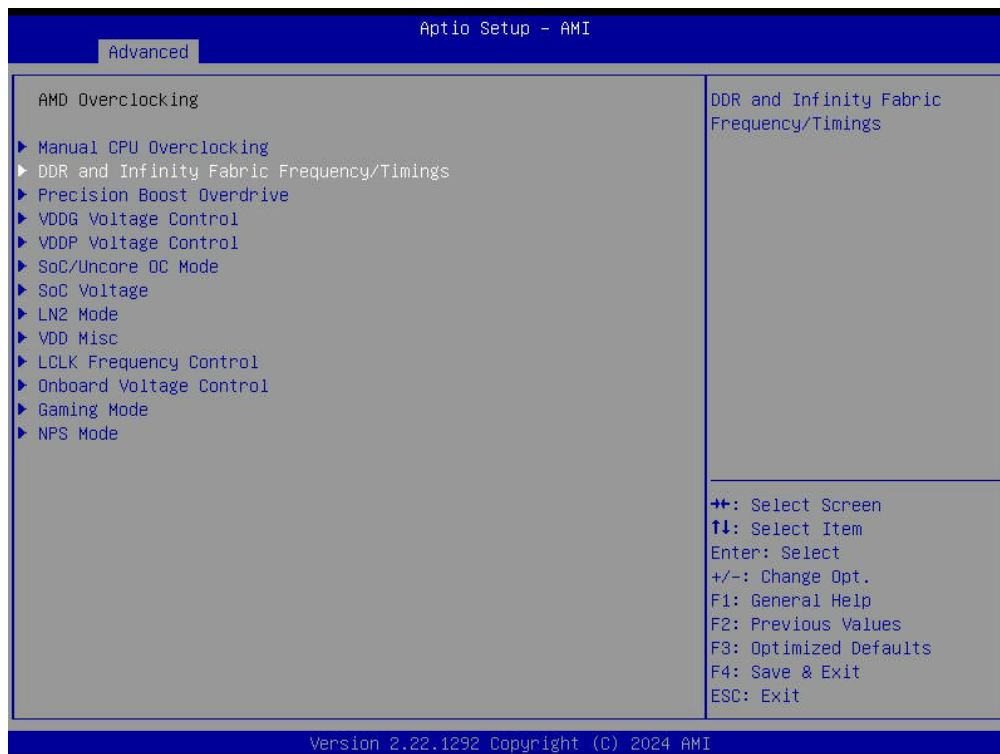 Aptio Setup – AMI
Advanced
AMD Overclocking
Manual CPU Overclocking
DDR and Infinity Fabric Frequency/Timings
Precision Boost Overdrive
VDDG Voltage Control
VDDP Voltage Control
SoC/Uncore OC Mode
SoC Voltage
LN2 Mode
VDD Misc
LCLK Frequency Control
Onboard Voltage Control
Gaming Mode
NPS Mode
DDR and Infinity Fabric
Frequency/Timings
→←: Select Screen
↑↓: Select Item
Enter: Select
+/-: Change Opt.
F1: General Help
F2: Previous Values
F3: Optimized Defaults
F4: Save & Exit
ESC: Exit
Version 2.22.1292 Copyright (C) 2024 AMI